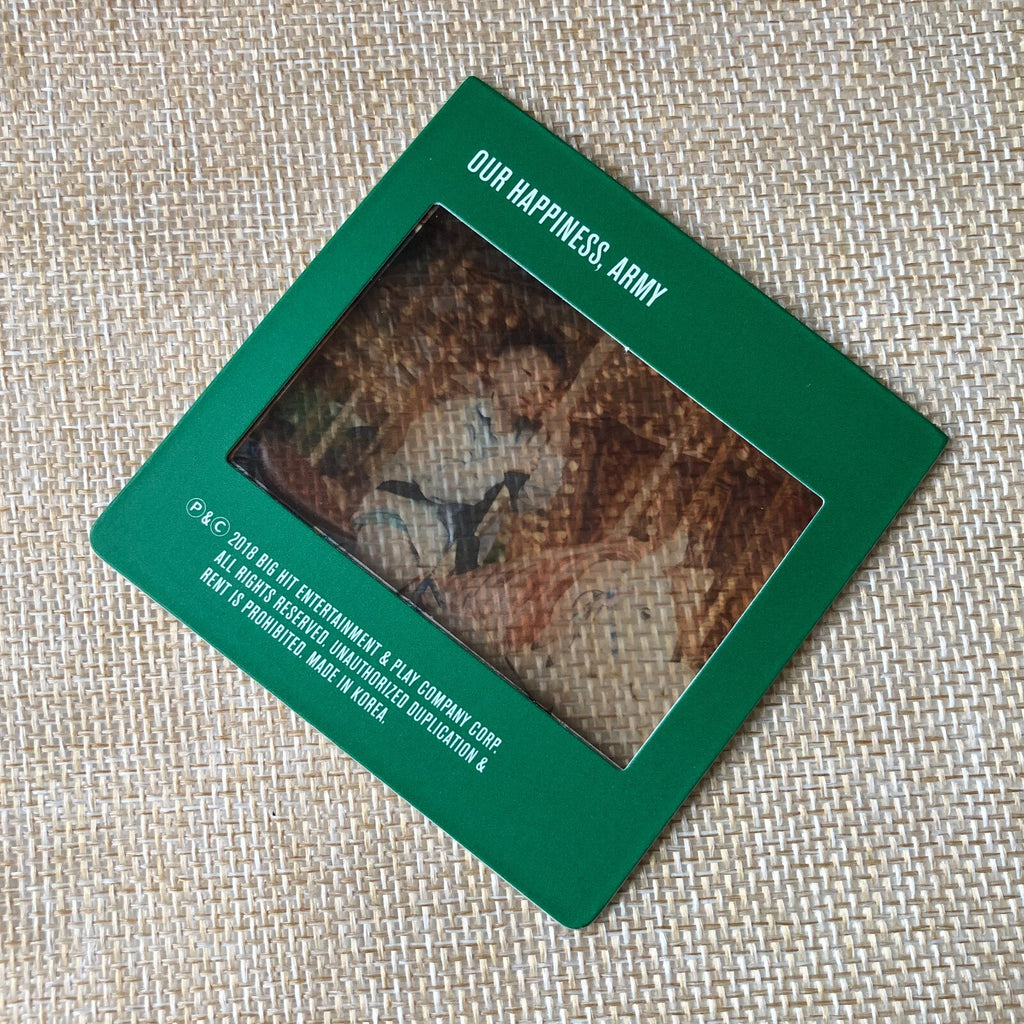 OUR HAPPINESS, ARMY
Ⓟ&Ⓒ 2018 BIG HIT ENTERTAINMENT & PLAY COMPANY CORP.
ALL RIGHTS RESERVED. UNAUTHORIZED DUPLICATION &
RENT IS PROHIBITED. MADE IN KOREA.